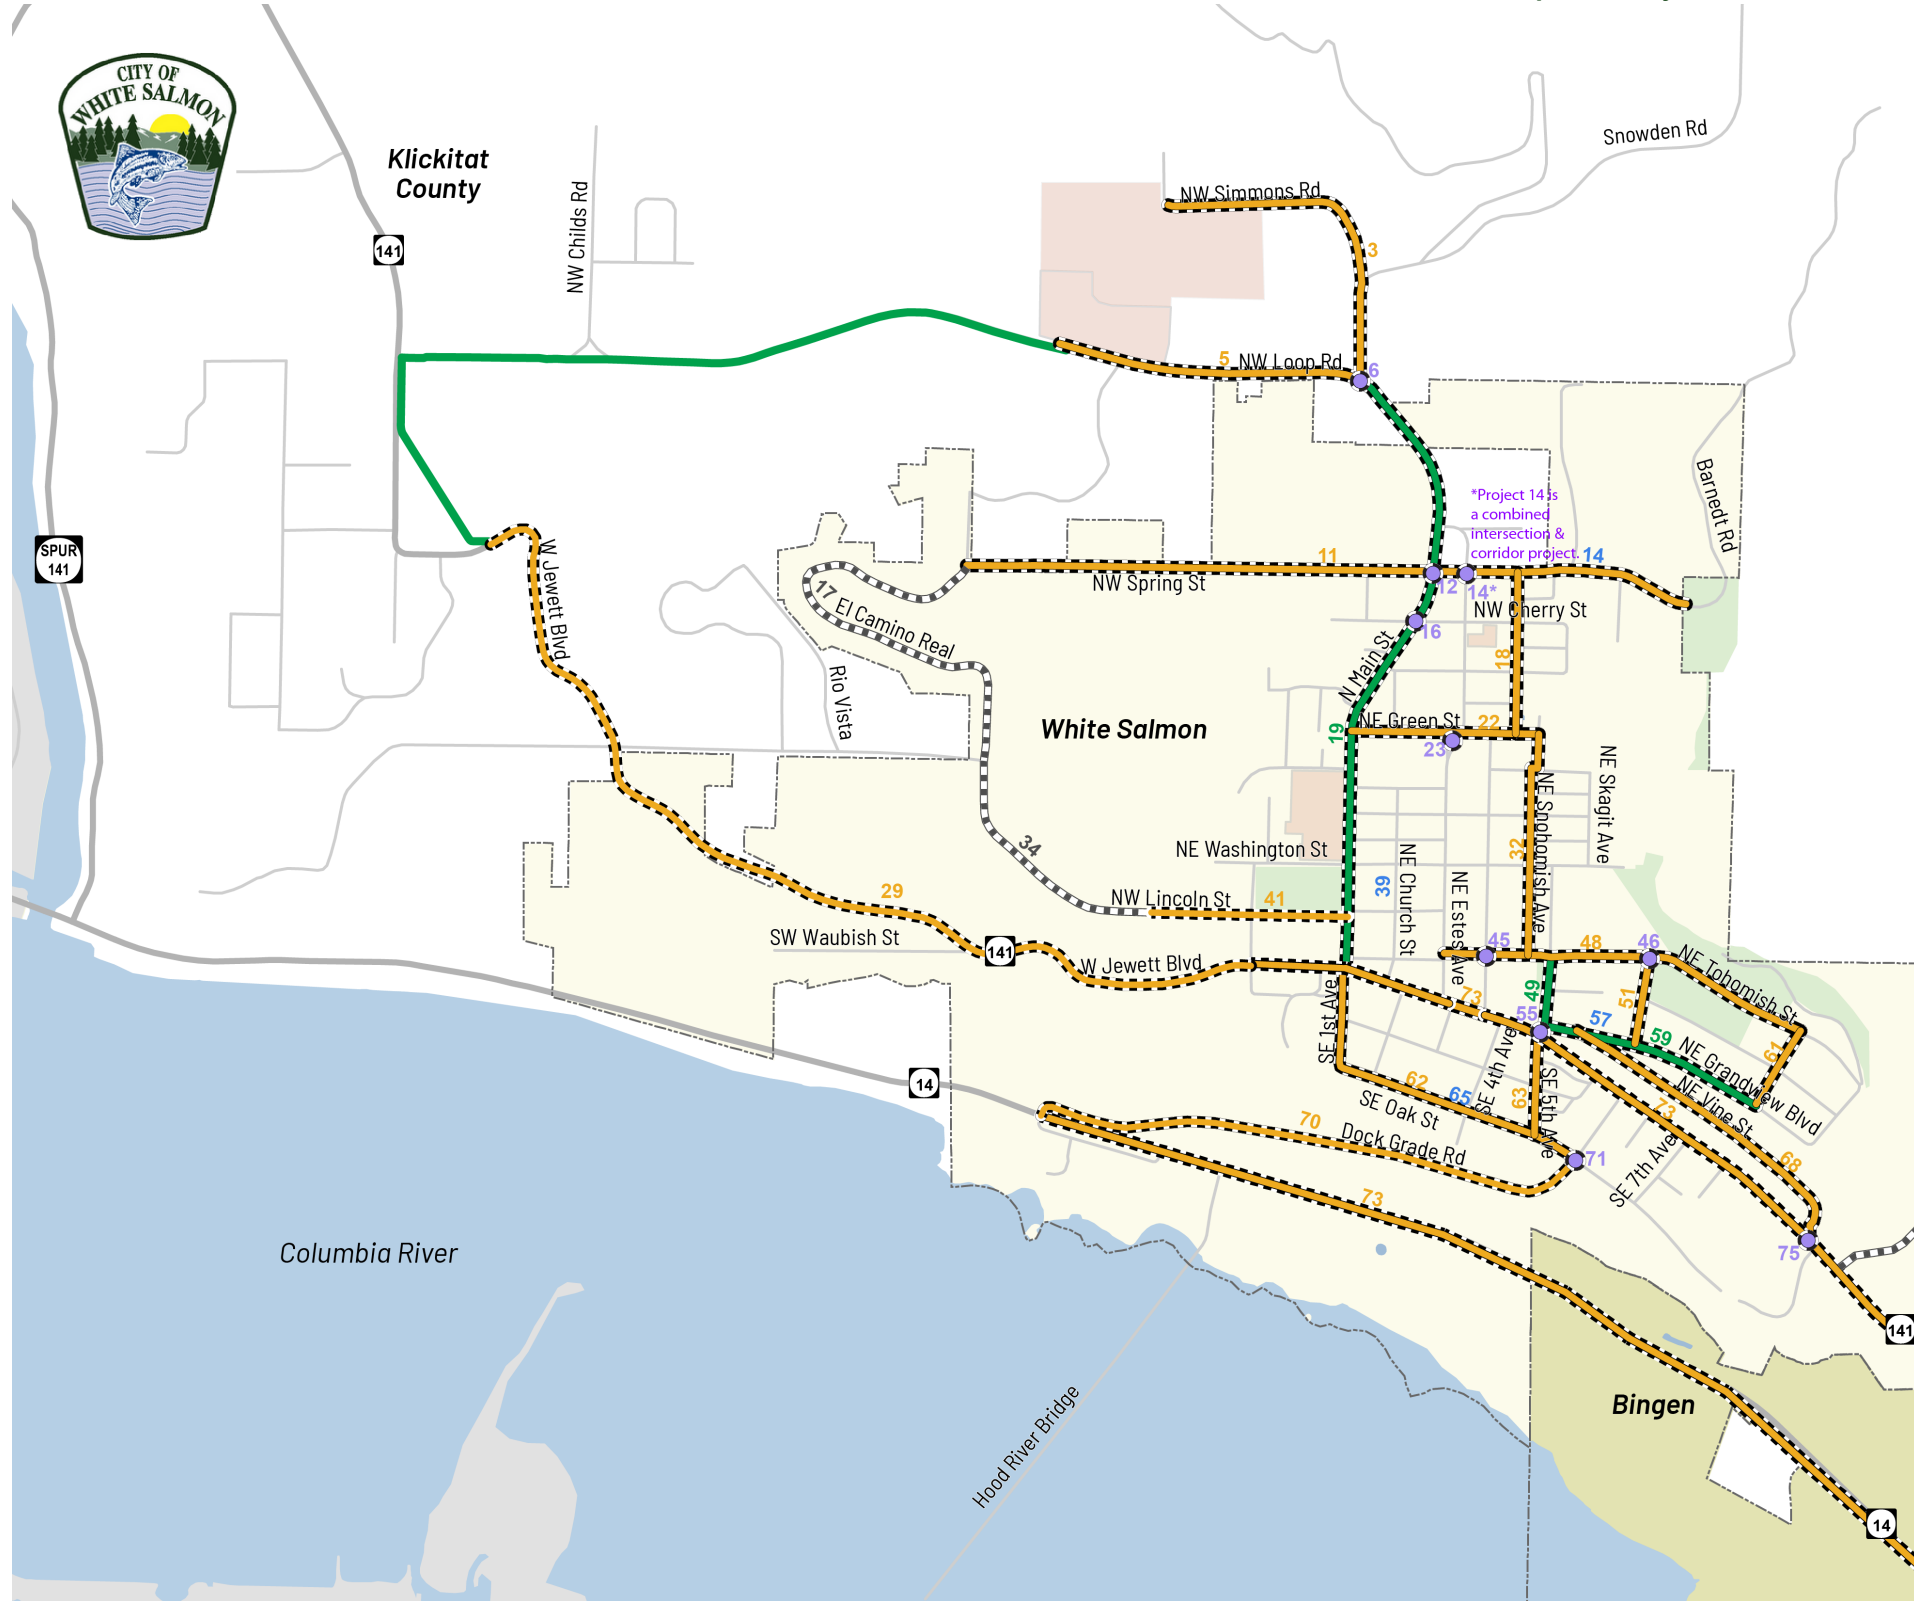 CITY OF
WHITE SALMON
Klickitat
County
141
NW Childs Rd
NW Simmons Rd
3
Snowden Rd
5
NW Loop Rd
6
Barnedt Rd
*Project 14 is
a combined
intersection &
corridor project.
14
SPUR
141
W Jewett Blvd
11
NW Spring St
12
14*
NW Cherry St
17
El Camino Real
16
N Main St
18
Rio Vista
White Salmon
19
NE Green St
22
23
NE Skagit Ave
NE Snohomish Ave
32
34
NE Washington St
NE Church St
39
NE Estes Ave
29
NW Lincoln St
41
SW Waubish St
141
W Jewett Blvd
45
48
46
NE Tohomish St
49
51
73
55
57
59
NE Grandview Blvd
61
SE 1st Ave
SE 4th Ave
62
65
63
SE 5th Ave
SE Oak St
73
NE Vine St
14
70
Dock Grade Rd
71
68
SE 7th Ave
73
75
Columbia River
141
Hood River Bridge
Bingen
14